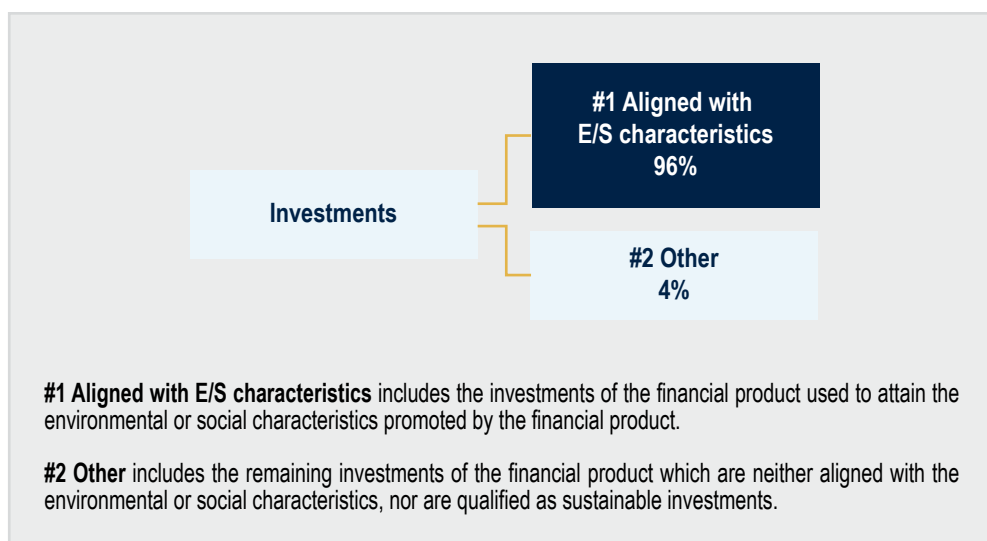 #1 Aligned with
E/S characteristics
96%
Investments
#2 Other
4%
#1 Aligned with E/S characteristics includes the investments of the financial product used to attain the
environmental or social characteristics promoted by the financial product.
#2 Other includes the remaining investments of the financial product which are neither aligned with the
environmental or social characteristics, nor are qualified as sustainable investments.